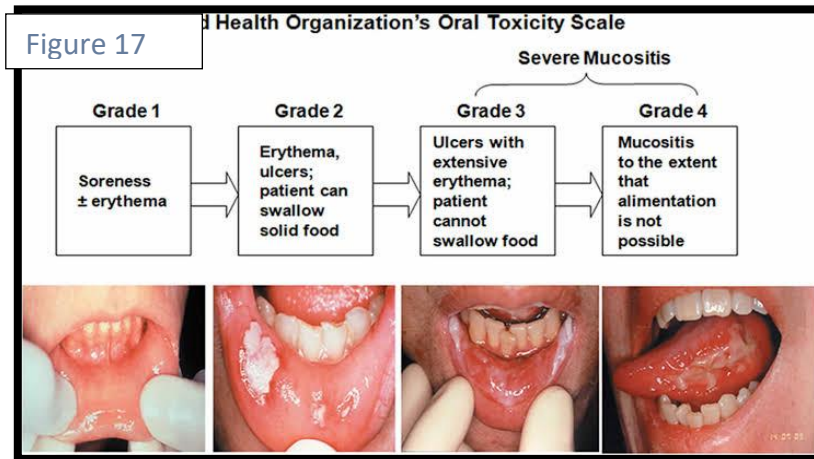 Figure 17
d Health Organization's Oral Toxicity Scale
Severe Mucositis
Grade 1
Soreness
± erythema
Grade 2
Erythema,
ulcers;
patient can
swallow
solid food
Grade 3
Ulcers with
extensive
erythema;
patient
cannot
swallow food
Grade 4
Mucositis
to the extent
that
alimentation
is not
possible